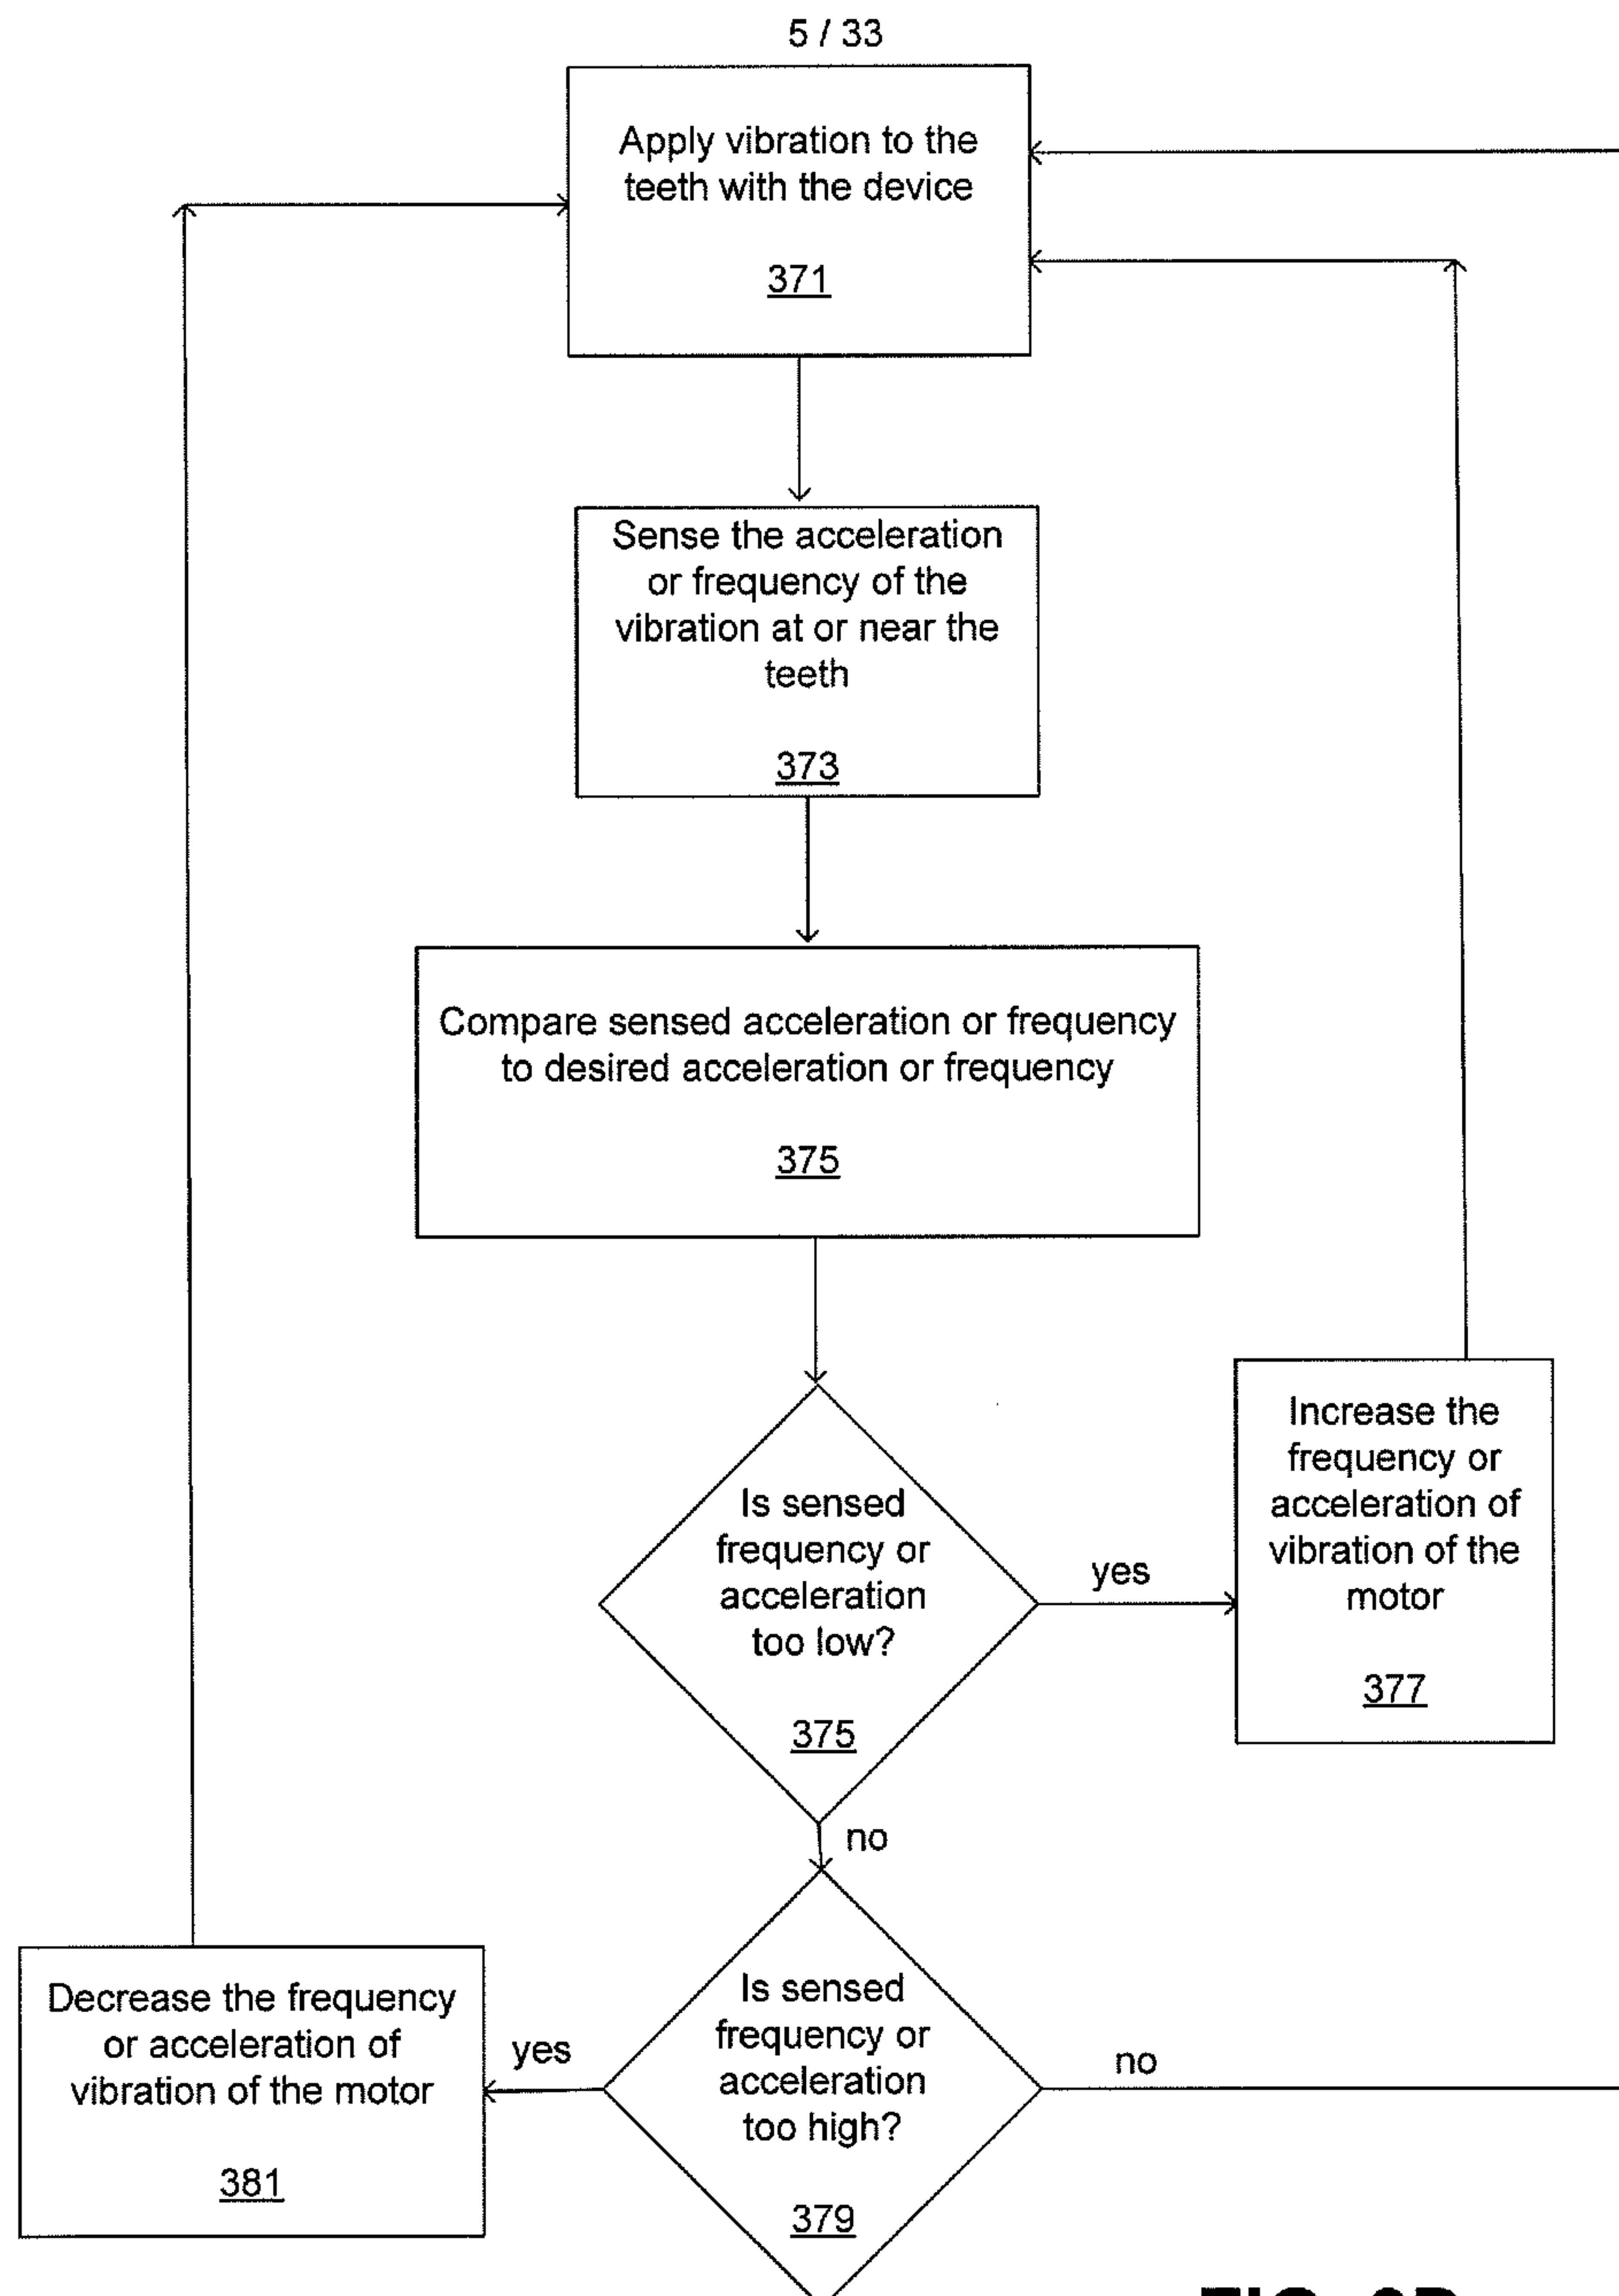 5 / 33
Apply vibration to the
teeth with the device
371
Sense the acceleration
or frequency of the
vibration at or near the
teeth
373
Compare sensed acceleration or frequency
to desired acceleration or frequency
375
Is sensed
frequency or
acceleration
too low?
375
yes
Increase the
frequency or
acceleration of
vibration of the
motor
377
no
Is sensed
frequency or
acceleration
too high?
379
yes
Decrease the frequency
or acceleration of
vibration of the motor
381
no